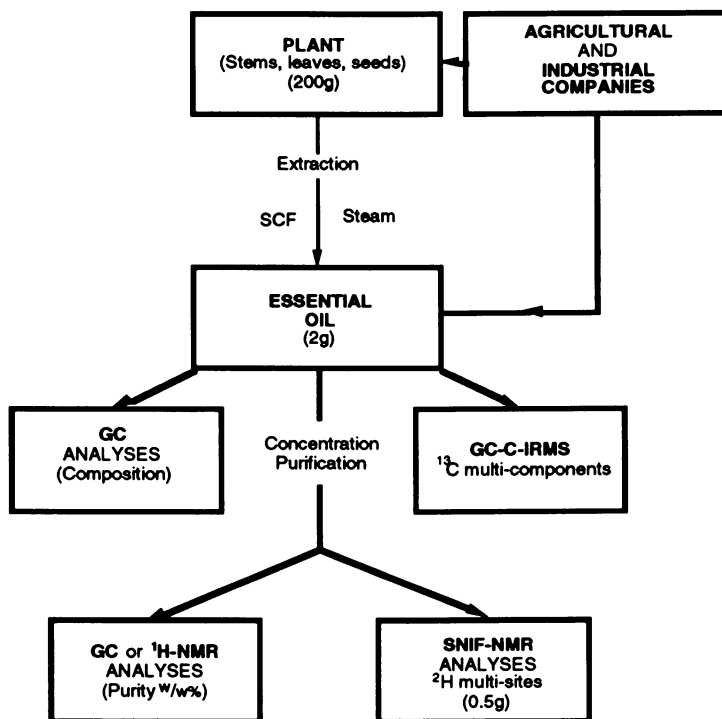 PLANT
(Stems, leaves, seeds)
(200g)
AGRICULTURAL
AND
INDUSTRIAL
COMPANIES
Extraction
SCF
Steam
ESSENTIAL
OIL
(2g)
GC
ANALYSES
(Composition)
Concentration
Purification
GC-C-IRMS
¹³C multi-components
GC or ¹H-NMR
ANALYSES
(Purity ʷ/w%)
SNIF-NMR
ANALYSES
²H multi-sites
(0.5g)